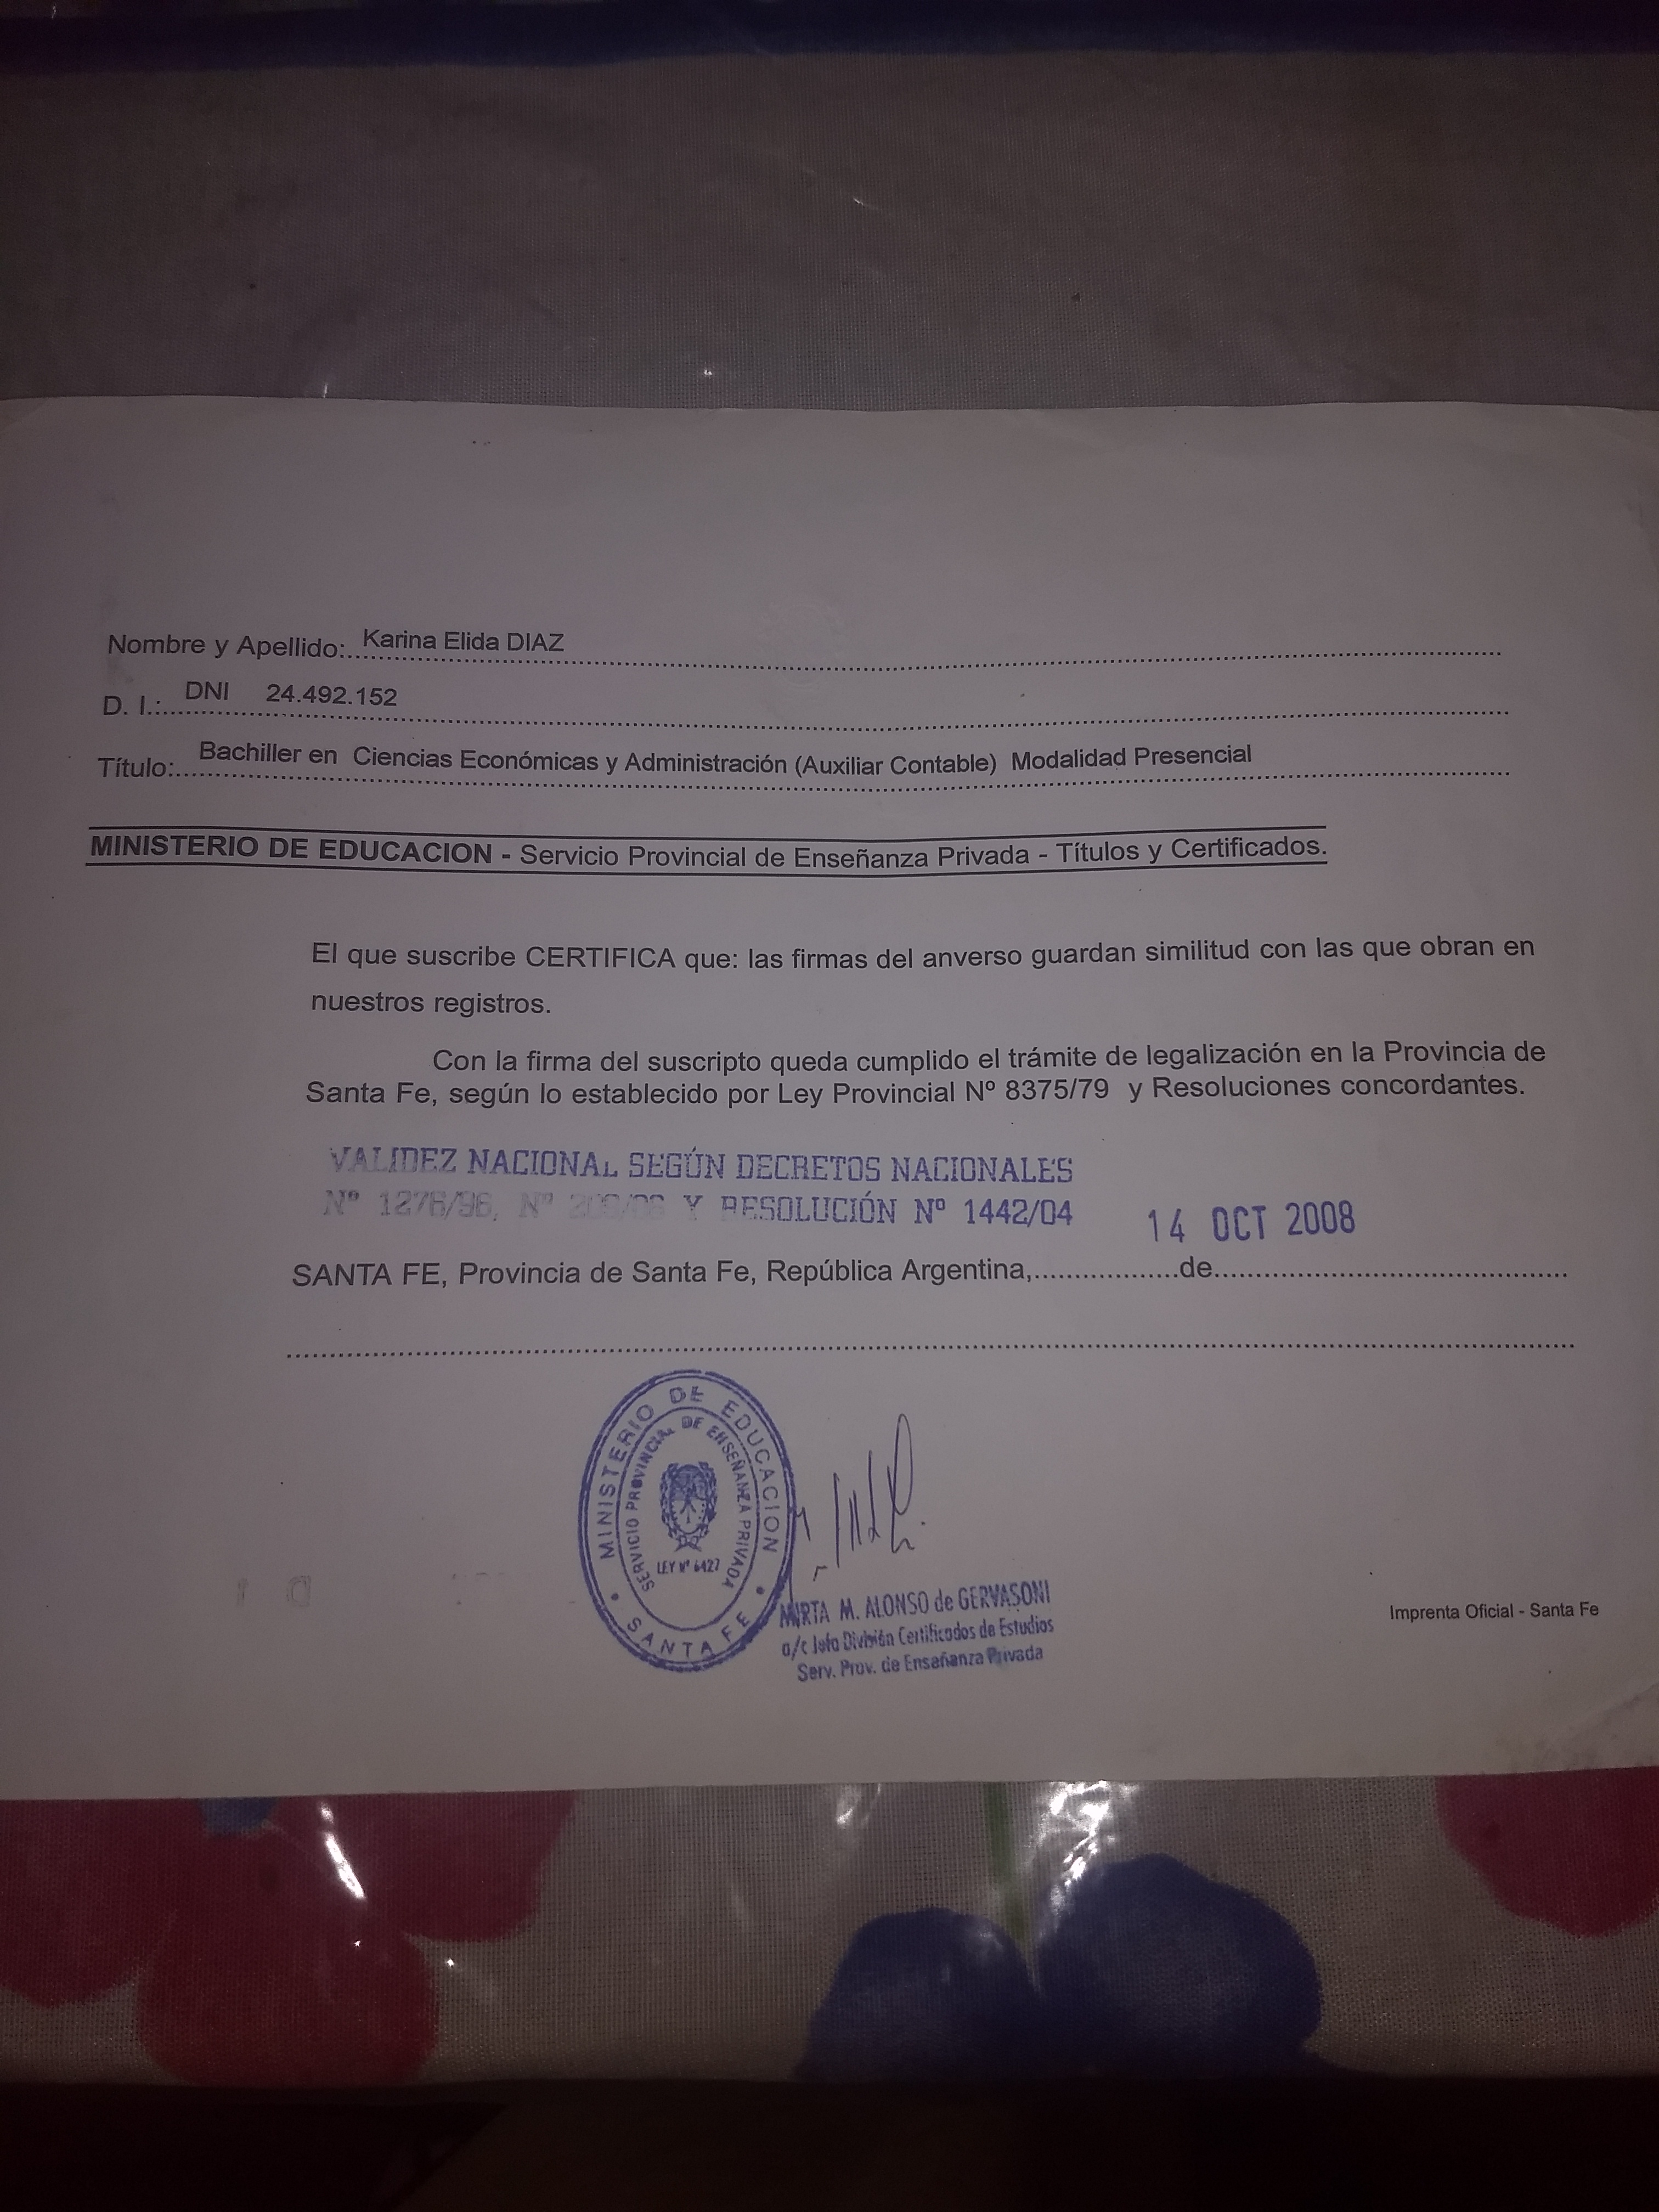 Nombre y Apellido: Karina Elida DIAZ
D. I.: DNI 24.492.152
Título: Bachiller en Ciencias Económicas y Administración (Auxiliar Contable) Modalidad Presencial
MINISTERIO DE EDUCACION - Servicio Provincial de Enseñanza Privada - Títulos y Certificados.
El que suscribe CERTIFICA que: las firmas del anverso guardan similitud con las que obran en
nuestros registros.
Con la firma del suscripto queda cumplido el trámite de legalización en la Provincia de
Santa Fe, según lo establecido por Ley Provincial Nº 8375/79 y Resoluciones concordantes.
VALIDEZ NACIONAL SEGÚN DECRETOS NACIONALES
Nº 1276/96, Nº Y RESOLUCIÓN Nº 1442/04
14 OCT 2008
SANTA FE, Provincia de Santa Fe, República Argentina,..................de............................................
MINISTERIO DE EDUCACION
SERVICIO PROVINCIAL DE ENSEÑANZA PRIVADA
LEY Nº 6427
SANTA FE
MIRTA M. ALONSO de GERVASONI
a/c Jefa División Certificados de Estudios
Serv. Prov. de Enseñanza Privada
Imprenta Oficial - Santa Fe